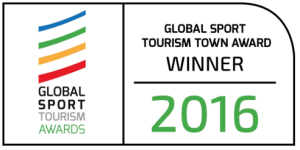 GLOBAL
SPORT
TOURISM
AWARDS
GLOBAL SPORT
TOURISM TOWN AWARD
WINNER
2016